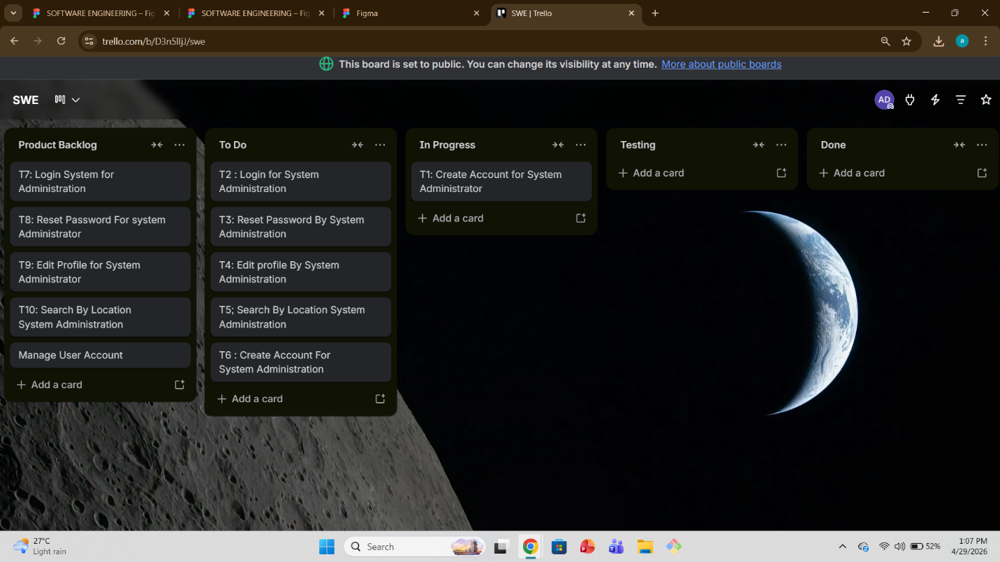 SOFTWARE ENGINEERING – Fig
SOFTWARE ENGINEERING – Fig
Figma
SWE | Trello
trello.com/b/D3n5lIjJ/swe
a
This board is set to public. You can change its visibility at any time. More about public boards
SWE
AD
Product Backlog
T7: Login System for
Administration
T8: Reset Password For system
Administrator
T9: Edit Profile for System
Administrator
T10: Search By Location
System Administration
Manage User Account
+ Add a card
To Do
T2 : Login for System
Administration
T3: Reset Password By System
Administration
T4: Edit profile By System
Administration
T5; Search By Location System
Administration
T6 : Create Account For
System Administration
+ Add a card
In Progress
T1: Create Account for System
Administrator
+ Add a card
Testing
+ Add a card
Done
+ Add a card
27°C
Light rain
Search
52%
1:07 PM
4/29/2026